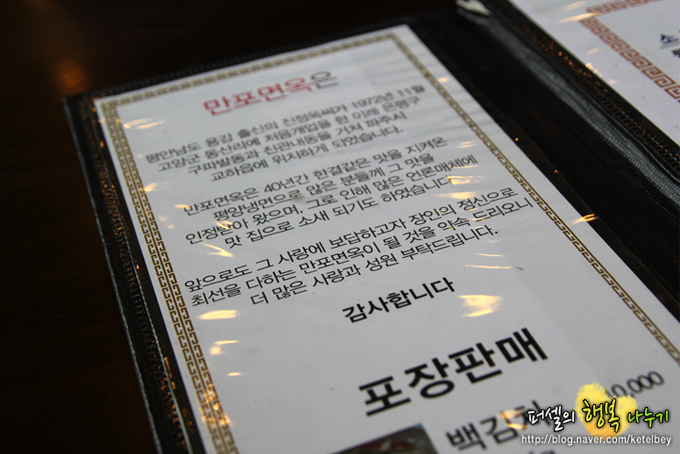 만포면옥은
평안남도 용강 출신의 신정옥씨가 1972년 11월
고양군 동산리에 처음개업을 한 이래 은평구
구파발동과 진관내동을 거쳐 파주시
교하읍에 위치하게 되었습니다.
만포면옥은 40년간 한결같은 맛을 지켜온
평양냉면으로 많은 분들께 그 맛을
인정받아 왔으며, 그로 인해 많은 언론매체에
맛 집으로 소새 되기도 하였습니다.
앞으로도 그 사랑에 보답하고자 장인의 정신으로
최선을 다하는 만포면옥이 될 것을 약속 드리오니
더 많은 사랑과 성원 부탁드립니다.
감사합니다
포장판매
백김치 10,000
퍼셀의 행복 나누기
http://blog.naver.com/ketelbey